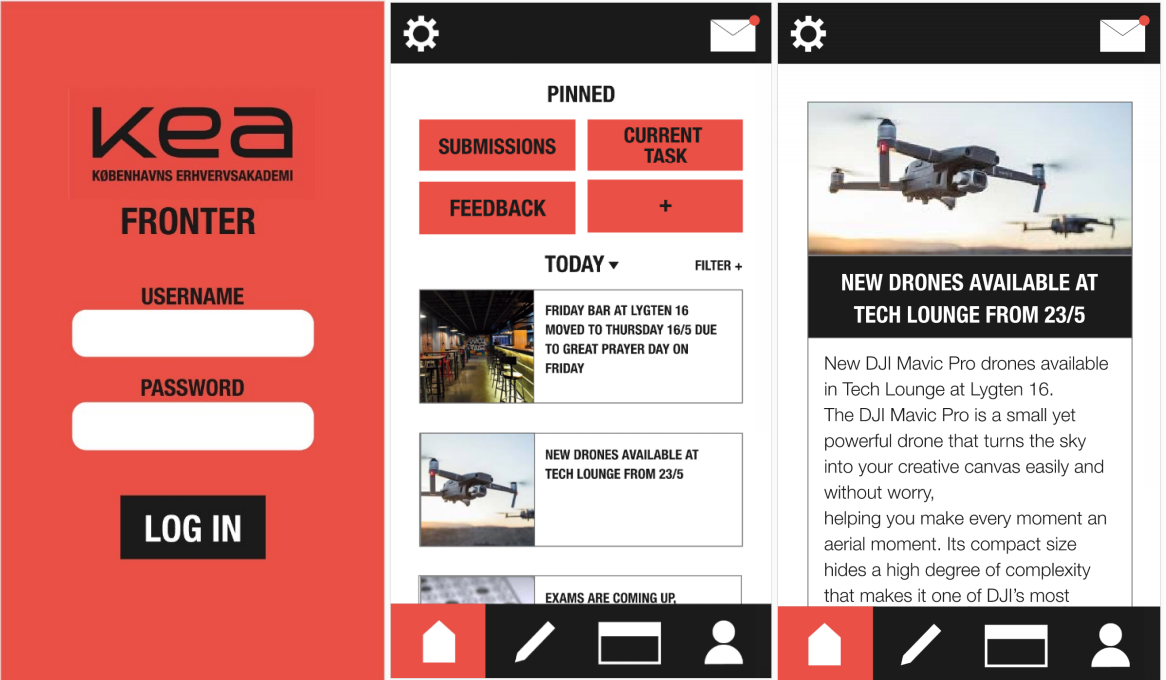 kea
KØBENHAVNS ERHVERVSAKADEMI
FRONTER
USERNAME
PASSWORD
LOG IN
PINNED
SUBMISSIONS
CURRENT
TASK
FEEDBACK
+
TODAY
FILTER +
FRIDAY BAR AT LYGTEN 16
MOVED TO THURSDAY 16/5 DUE
TO GREAT PRAYER DAY ON
FRIDAY
NEW DRONES AVAILABLE AT
TECH LOUNGE FROM 23/5
EXAMS ARE COMING UP,
NEW DRONES AVAILABLE AT
TECH LOUNGE FROM 23/5
New DJI Mavic Pro drones available
in Tech Lounge at Lygten 16.
The DJI Mavic Pro is a small yet
powerful drone that turns the sky
into your creative canvas easily and
without worry,
helping you make every moment an
aerial moment. Its compact size
hides a high degree of complexity
that makes it one of DJI's most